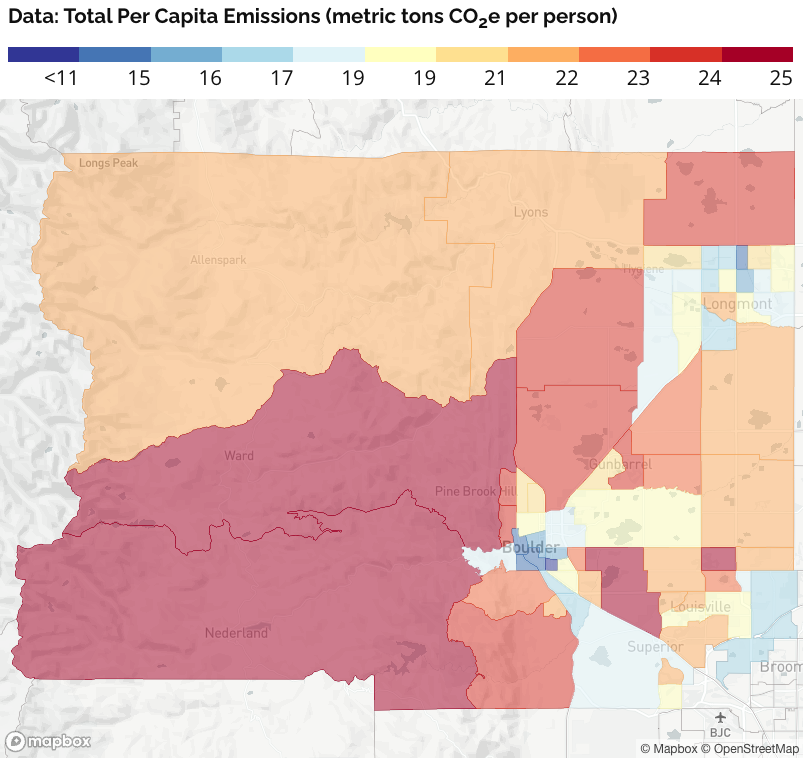 Data: Total Per Capita Emissions (metric tons CO2e per person)
<11 15 16 17 19 19 21 22 23 24 25
Longs Peak
Lyons
Allenspark
Hygiene
Longmont
Ward
Gunbarrel
Pine Brook Hill
Boulder
Louisville
Nederland
Superior
Broom
BJC
mapbox
© Mapbox © OpenStreetMap